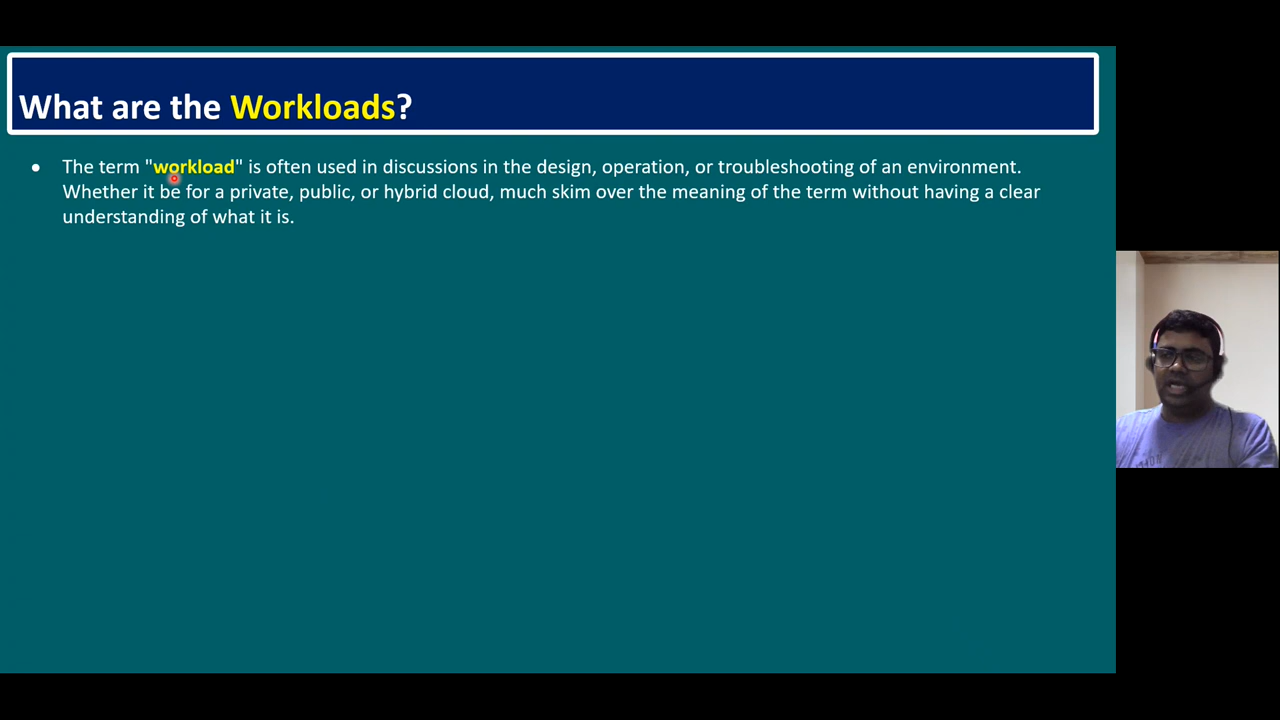 What are the Workloads?
The term "workload" is often used in discussions in the design, operation, or troubleshooting of an environment.
Whether it be for a private, public, or hybrid cloud, much skim over the meaning of the term without having a clear
understanding of what it is.